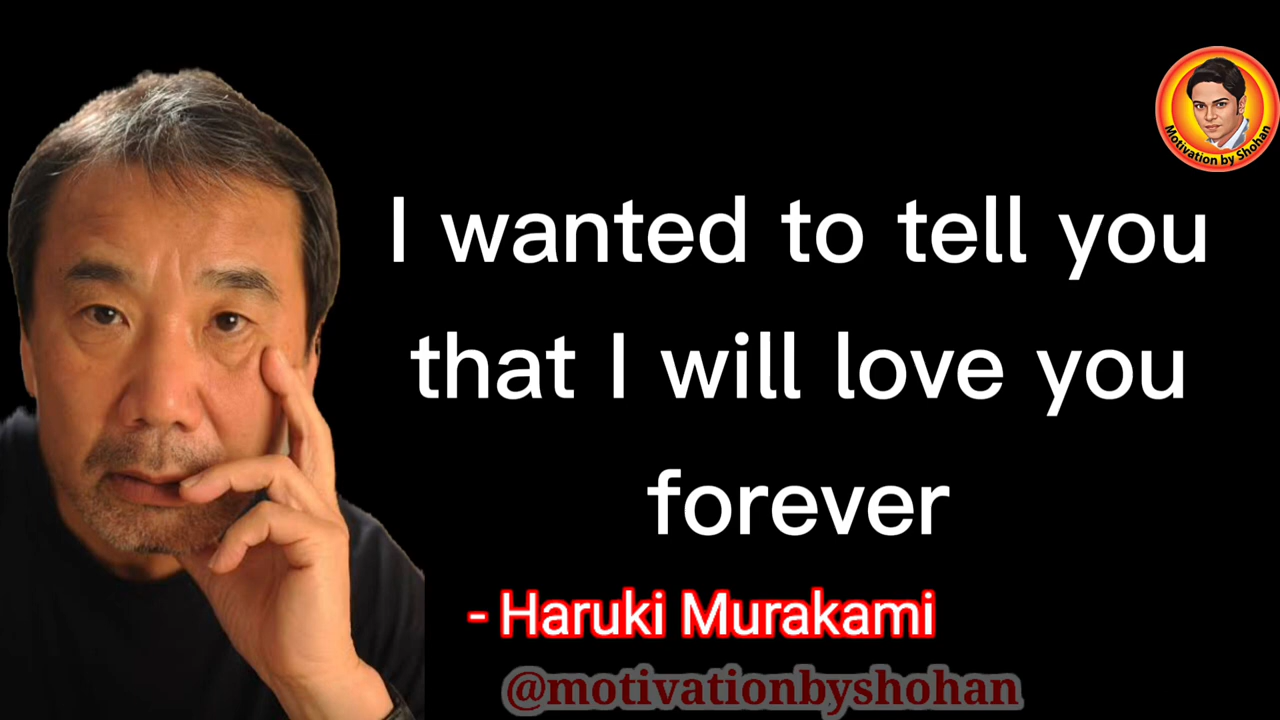 Motivation by Shohan
I wanted to tell you
that I will love you
forever
- Haruki Murakami
@motivationbyshohan